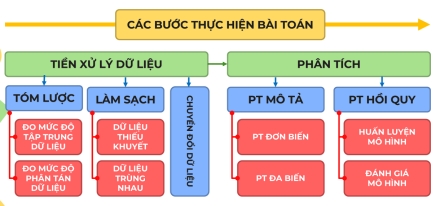 CÁC BƯỚC THỰC HIỆN BÀI TOÁN
TIỀN XỬ LÝ DỮ LIỆU
PHÂN TÍCH
TÓM LƯỢC
LÀM SẠCH
CHUYỂN ĐỔI DỮ LIỆU
PT MÔ TẢ
PT HỒI QUY
ĐO MỨC ĐỘ
TẬP TRUNG
DỮ LIỆU
DỮ LIỆU
THIẾU
KHUYẾT
PT ĐƠN BIẾN
HUẤN LUYỆN
MÔ HÌNH
ĐO MỨC ĐỘ
PHÂN TÁN
DỮ LIỆU
DỮ LIỆU
TRÙNG
NHAU
PT ĐA BIẾN
ĐÁNH GIÁ
MÔ HÌNH